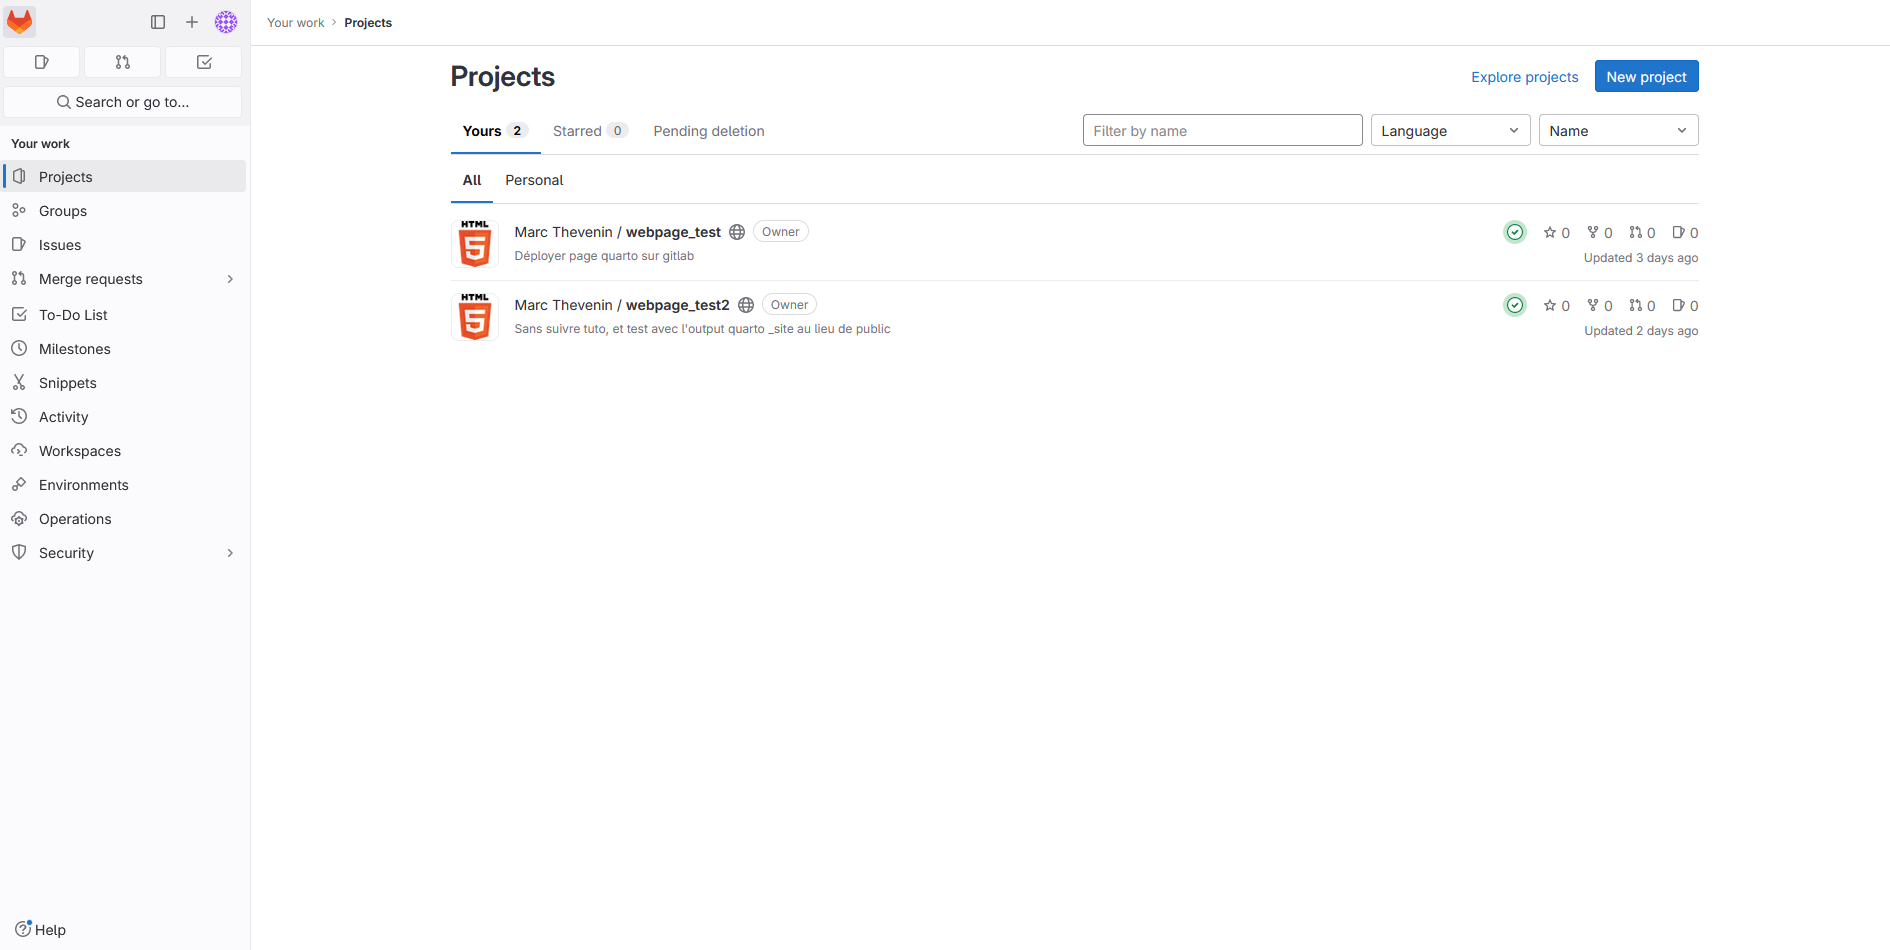 Your work › Projects
Search or go to...
Your work
Projects
Groups
Issues
Merge requests
To-Do List
Milestones
Snippets
Activity
Workspaces
Environments
Operations
Security
Help
Projects
Explore projects
New project
Yours 2
Starred 0
Pending deletion
Filter by name
Language
Name
All
Personal
HTML 5
Marc Thevenin / webpage_test Owner
0 0 0 0
Déployer page quarto sur gitlab
Updated 3 days ago
HTML 5
Marc Thevenin / webpage_test2 Owner
0 0 0 0
Sans suivre tuto, et test avec l'output quarto _site au lieu de public
Updated 2 days ago